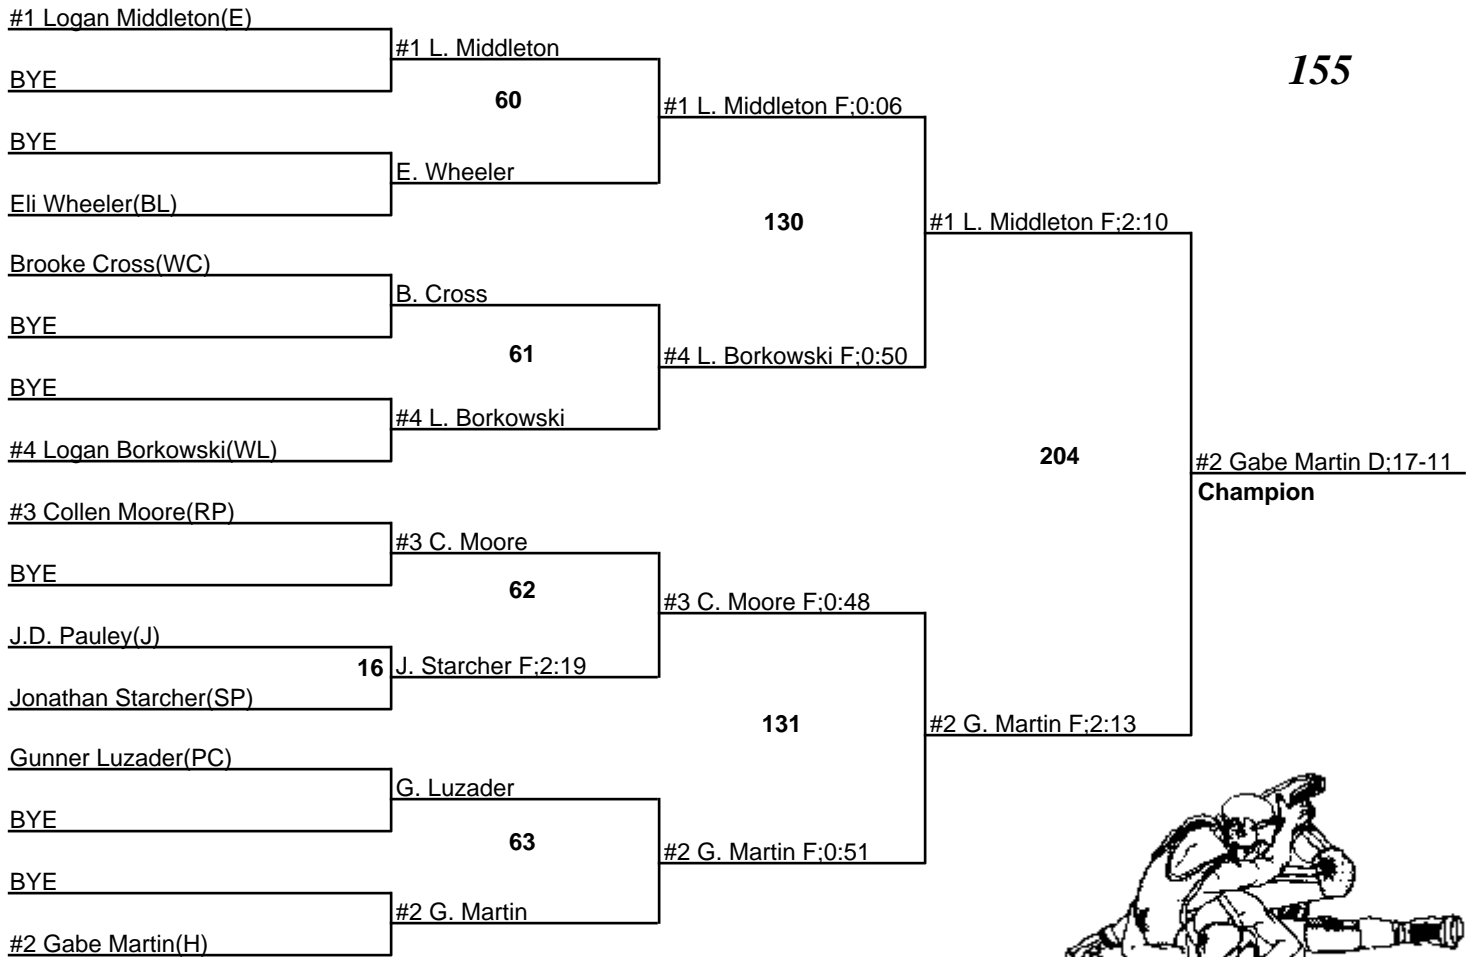 #1 Logan Middleton(E)
#1 L. Middleton
155
BYE
60
#1 L. Middleton F;0:06
BYE
E. Wheeler
Eli Wheeler(BL)
130
#1 L. Middleton F;2:10
Brooke Cross(WC)
B. Cross
BYE
61
#4 L. Borkowski F;0:50
BYE
#4 L. Borkowski
#4 Logan Borkowski(WL)
204
#2 Gabe Martin D;17-11
Champion
#3 Collen Moore(RP)
#3 C. Moore
BYE
62
#3 C. Moore F;0:48
J.D. Pauley(J)
16
J. Starcher F;2:19
Jonathan Starcher(SP)
131
#2 G. Martin F;2:13
Gunner Luzader(PC)
G. Luzader
BYE
63
#2 G. Martin F;0:51
BYE
#2 G. Martin
#2 Gabe Martin(H)